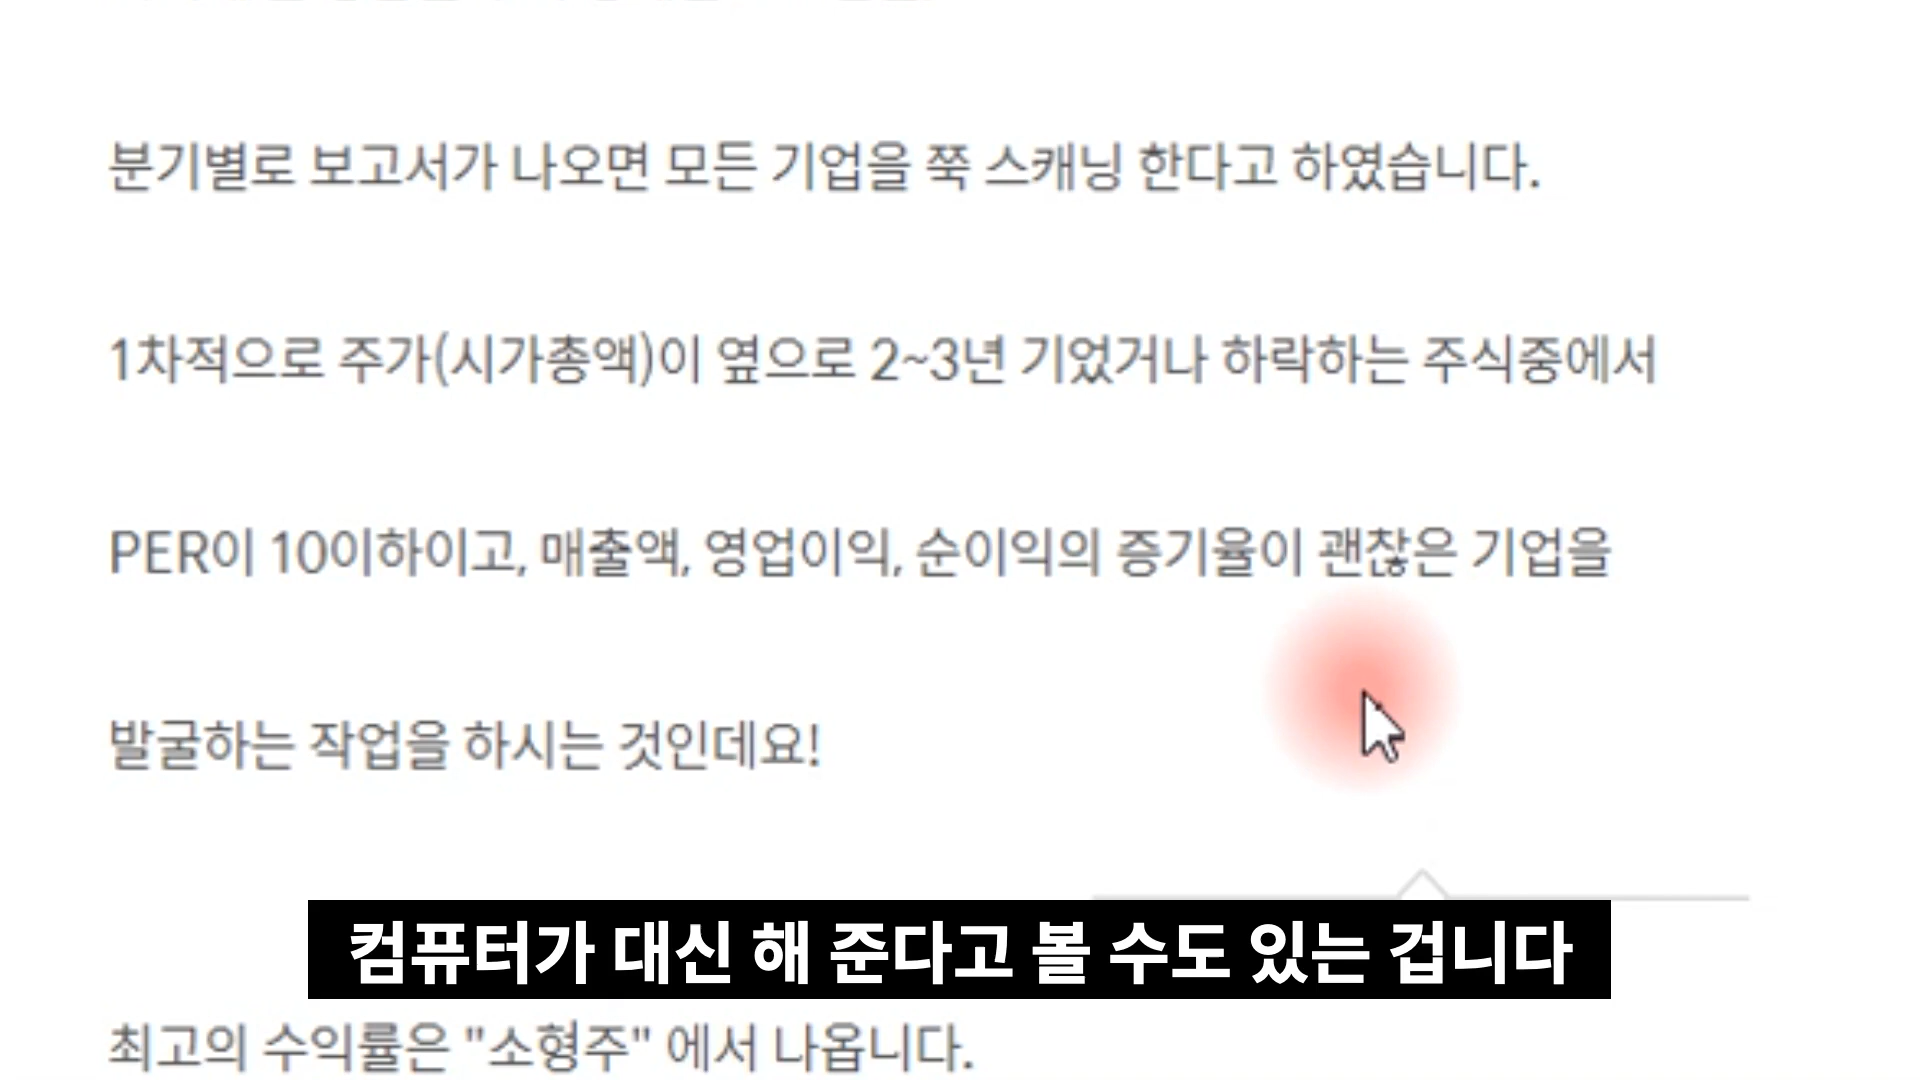 분기별로 보고서가 나오면 모든 기업을 쭉 스캐닝 한다고 하였습니다.
1차적으로 주가(시가총액)이 옆으로 2~3년 기었거나 하락하는 주식중에서
PER이 10이하이고, 매출액, 영업이익, 순이익의 증기율이 괜찮은 기업을
발굴하는 작업을 하시는 것인데요!
컴퓨터가 대신 해 준다고 볼 수도 있는 겁니다
최고의 수익률은 "소형주" 에서 나옵니다.